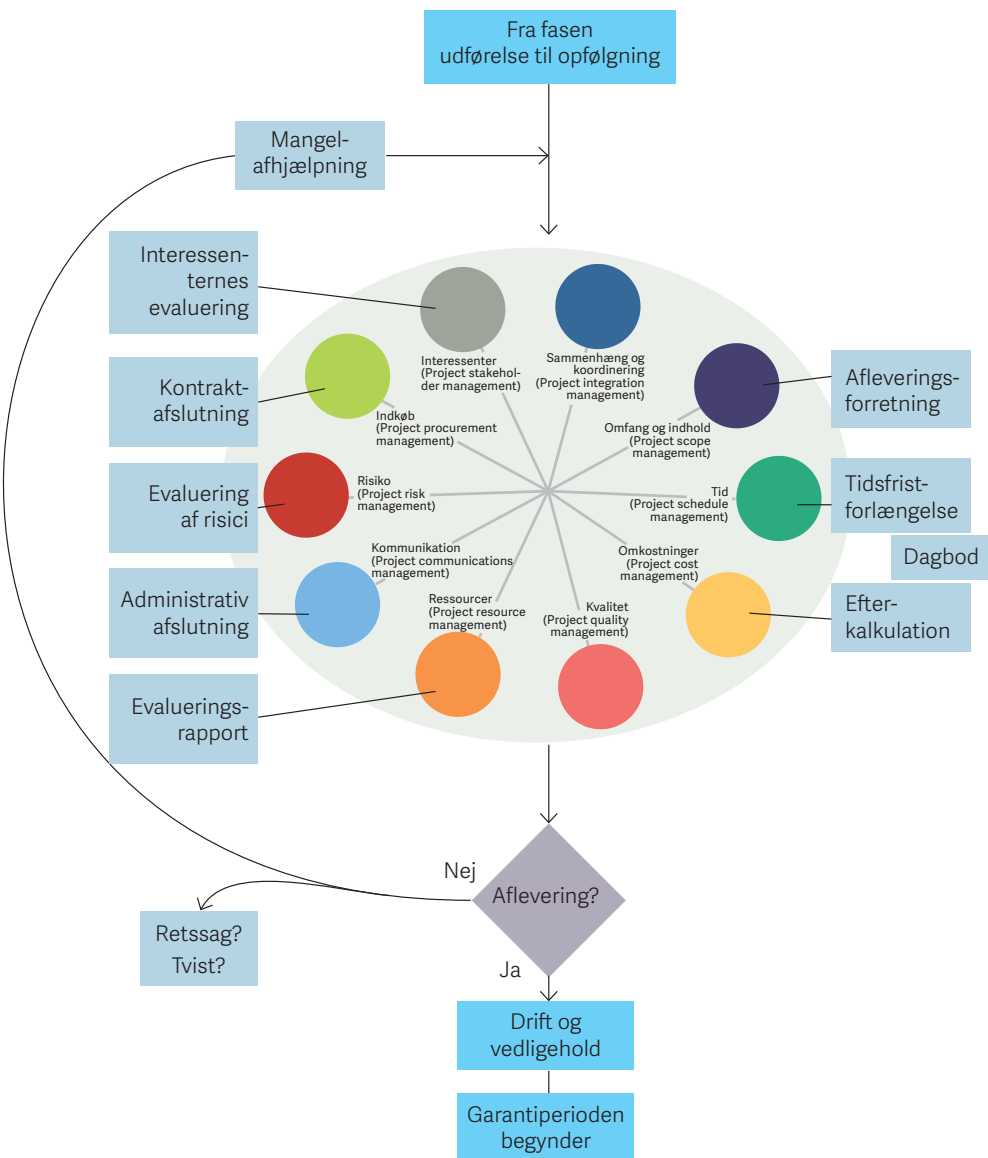 Fra fasen
udførelse til opfølgning
Mangel-
afhjælpning
Interessen-
ternes
evaluering
Kontrakt-
afslutning
Evaluering
af risici
Administrativ
afslutning
Evaluerings-
rapport
Interessenter
(Project stakehol-
der management)
Sammenhæng og
koordinering
(Project integration
management)
Indkøb
(Project procurement
management)
Omfang og indhold
(Project scope
management)
Risiko
(Project risk
management)
Tid
(Project schedule
management)
Kommunikation
(Project communications
management)
Omkostninger
(Project cost
management)
Ressourcer
(Project resource
management)
Kvalitet
(Project quality
management)
Afleverings-
forretning
Tidsfrist-
forlængelse
Dagbod
Efter-
kalkulation
Nej
Aflevering?
Retssag?
Tvist?
Ja
Drift og
vedligehold
Garantiperioden
begynder